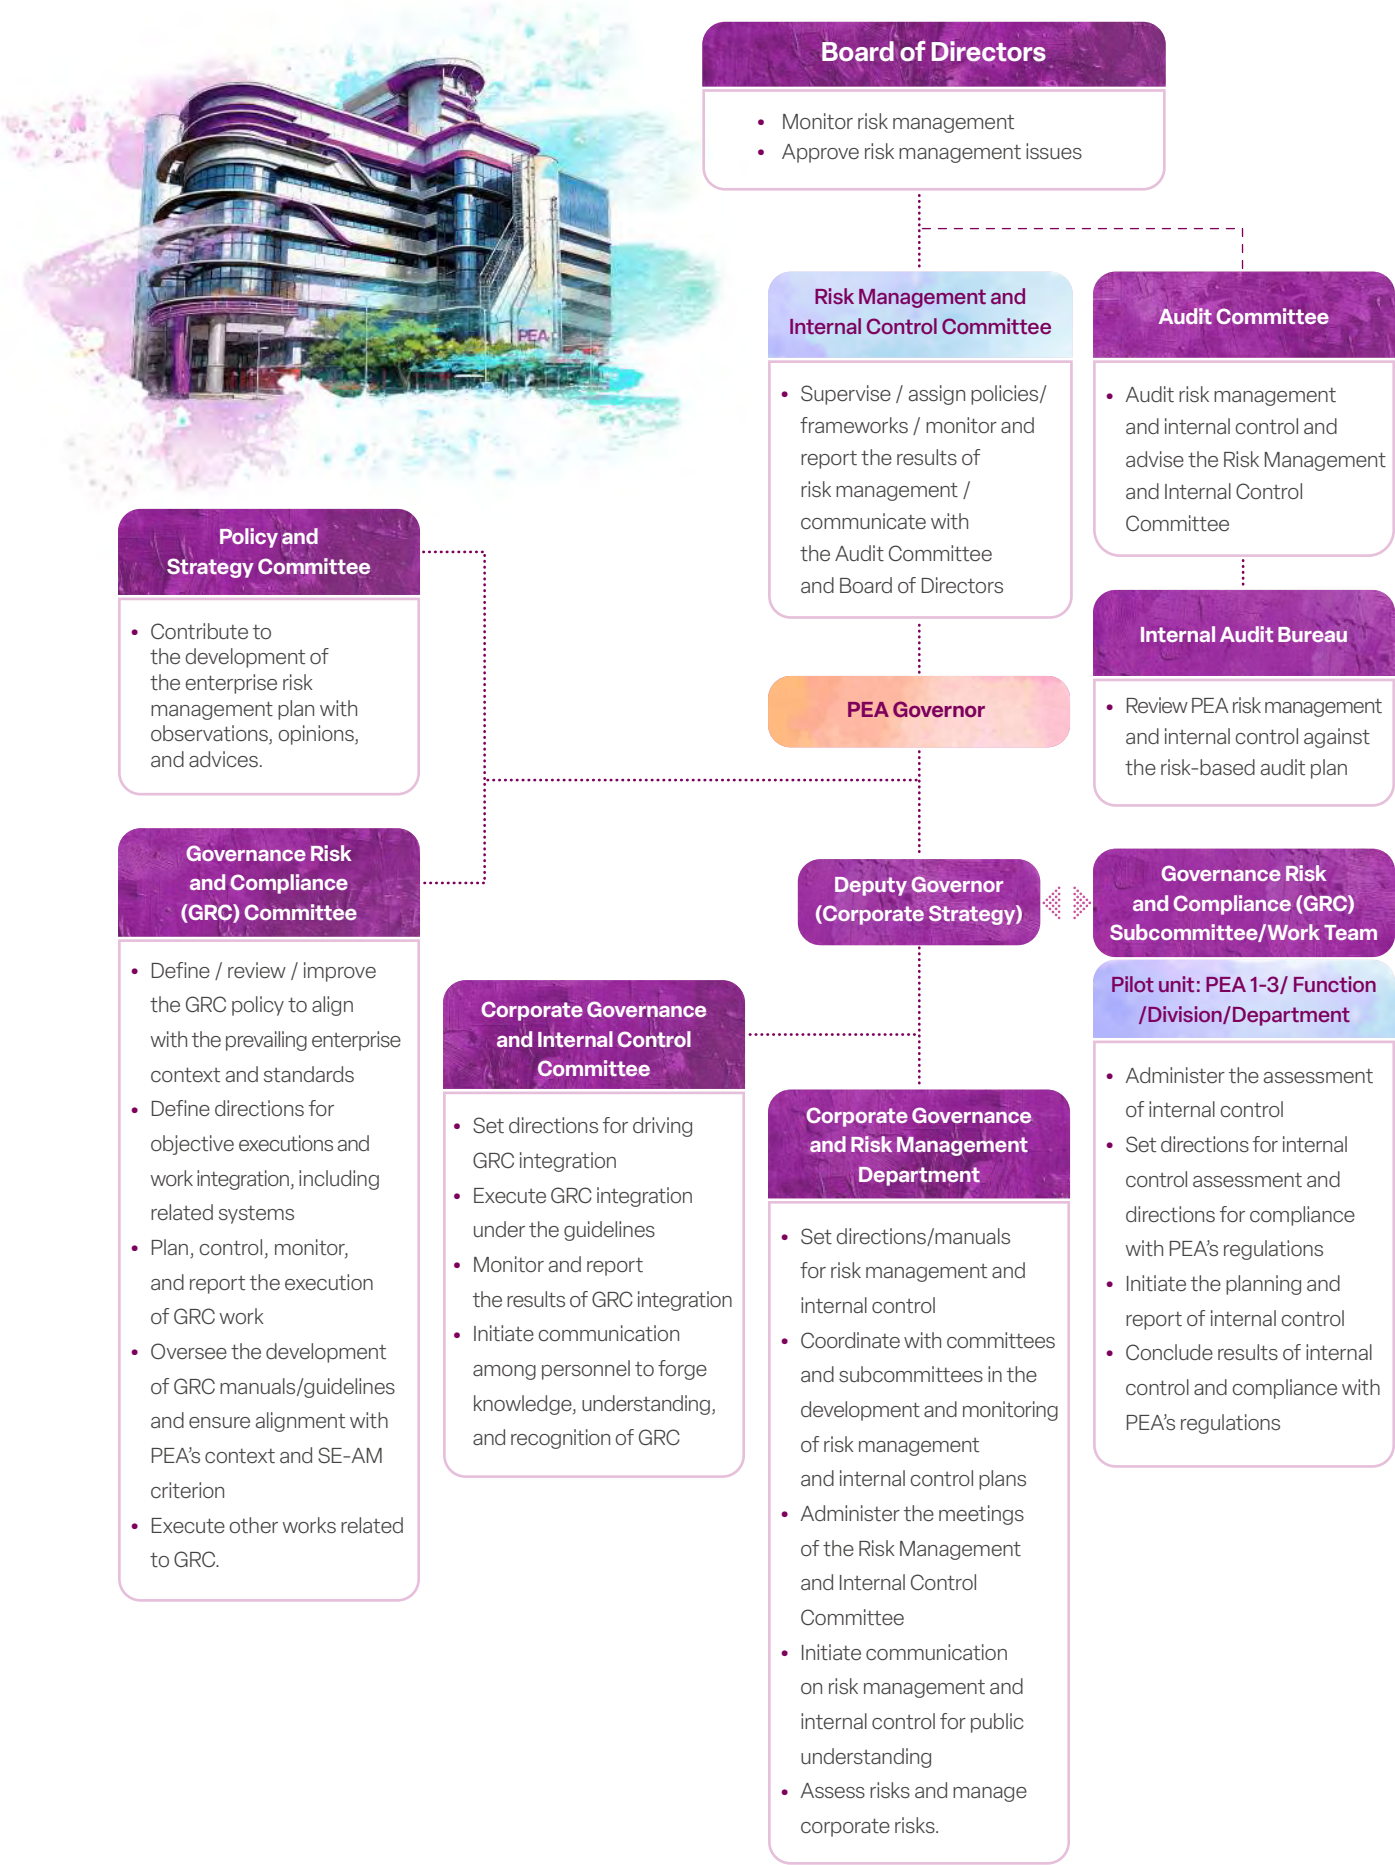 Board of Directors
• Monitor risk management
• Approve risk management issues
PEA
Risk Management and
Internal Control Committee
• Supervise / assign policies/
frameworks / monitor and
report the results of
risk management /
communicate with
the Audit Committee
and Board of Directors
Audit Committee
• Audit risk management
and internal control and
advise the Risk Management
and Internal Control
Committee
Policy and
Strategy Committee
• Contribute to
the development of
the enterprise risk
management plan with
observations, opinions,
and advices.
Internal Audit Bureau
• Review PEA risk management
and internal control against
the risk-based audit plan
PEA Governor
Governance Risk
and Compliance
(GRC) Committee
• Define / review / improve
the GRC policy to align
with the prevailing enterprise
context and standards
• Define directions for
objective executions and
work integration, including
related systems
• Plan, control, monitor,
and report the execution
of GRC work
• Oversee the development
of GRC manuals/guidelines
and ensure alignment with
PEA's context and SE-AM
criterion
• Execute other works related
to GRC.
Deputy Governor
(Corporate Strategy)
Governance Risk
and Compliance (GRC)
Subcommittee/Work Team
Pilot unit: PEA 1-3/ Function
/Division/Department
• Administer the assessment
of internal control
• Set directions for internal
control assessment and
directions for compliance
with PEA's regulations
• Initiate the planning and
report of internal control
• Conclude results of internal
control and compliance with
PEA's regulations
Corporate Governance
and Internal Control
Committee
• Set directions for driving
GRC integration
• Execute GRC integration
under the guidelines
• Monitor and report
the results of GRC integration
• Initiate communication
among personnel to forge
knowledge, understanding,
and recognition of GRC
Corporate Governance
and Risk Management
Department
• Set directions/manuals
for risk management and
internal control
• Coordinate with committees
and subcommittees in the
development and monitoring
of risk management
and internal control plans
• Administer the meetings
of the Risk Management
and Internal Control
Committee
• Initiate communication
on risk management and
internal control for public
understanding
• Assess risks and manage
corporate risks.